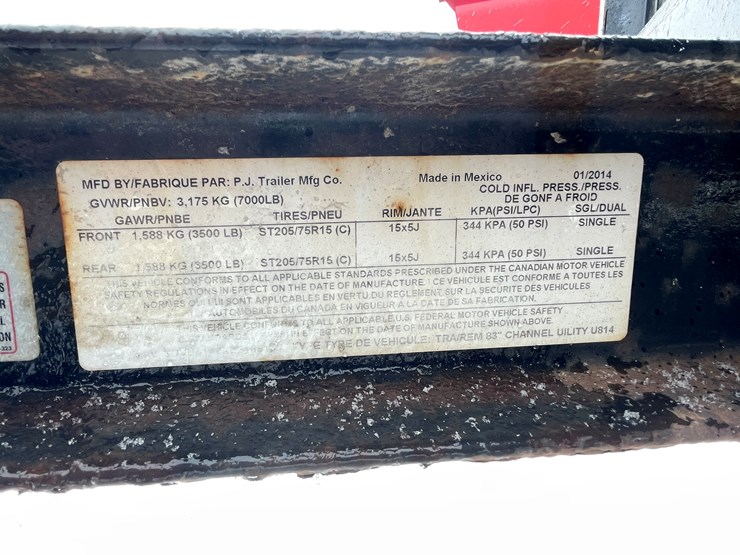 MFD BY/FABRIQUE PAR: P.J. Trailer Mfg Co. Made in Mexico 01/2014
GVWR/PNBV: 3,175 KG (7000LB) COLD INFL. PRESS./PRESS.
DE GONF A FROID
GAWR/PNBE TIRES/PNEU RIM/JANTE KPA(PSI/LPC) SGL/DUAL
FRONT 1,588 KG (3500 LB) ST205/75R15 (C) 15x5J 344 KPA (50 PSI) SINGLE
REAR 1,588 KG (3500 LB) ST205/75R15 (C) 15x5J 344 KPA (50 PSI) SINGLE
THIS VEHICLE CONFORMS TO ALL APPLICABLE STANDARDS PRESCRIBED UNDER THE CANADIAN MOTOR VEHICLE
SAFETY REGULATIONS IN EFFECT ON THE DATE OF MANUFACTURE : CE VEHICULE EST CONFORME A TOUTES LES
NORMES QUI LUI SONT APPLICABLES EN VERTU DU REGLEMENT SUR LA SECURITE DES VEHICULES
AUTOMOBILES DU CANADA EN VIGUEUR A LA CATE DE SA FABRICATION.
THIS VEHICLE CONFORMS TO ALL APPLICABLE U.S. FEDERAL MOTOR VEHICLE SAFETY
ON THE DATE OF MANUFACTURE SHOWN ABOVE.
TYPE DE VEHICULE: TRA/REM 83" CHANNEL UILITY U814
ON
-323